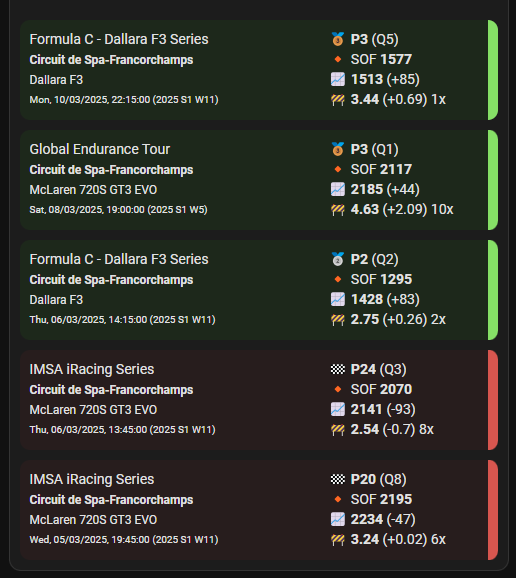 Formula C - Dallara F3 Series
Circuit de Spa-Francorchamps
Dallara F3
Mon, 10/03/2025, 22:15:00 (2025 S1 W11)
P3 (Q5)
SOF 1577
1513 (+85)
3.44 (+0.69) 1x
Global Endurance Tour
Circuit de Spa-Francorchamps
McLaren 720S GT3 EVO
Sat, 08/03/2025, 19:00:00 (2025 S1 W5)
P3 (Q1)
SOF 2117
2185 (+44)
4.63 (+2.09) 10x
Formula C - Dallara F3 Series
Circuit de Spa-Francorchamps
Dallara F3
Thu, 06/03/2025, 14:15:00 (2025 S1 W11)
P2 (Q2)
SOF 1295
1428 (+83)
2.75 (+0.26) 2x
IMSA iRacing Series
Circuit de Spa-Francorchamps
McLaren 720S GT3 EVO
Thu, 06/03/2025, 13:45:00 (2025 S1 W11)
P24 (Q3)
SOF 2070
2141 (-93)
2.54 (-0.7) 8x
IMSA iRacing Series
Circuit de Spa-Francorchamps
McLaren 720S GT3 EVO
Wed, 05/03/2025, 19:45:00 (2025 S1 W11)
P20 (Q8)
SOF 2195
2234 (-47)
3.24 (+0.02) 6x